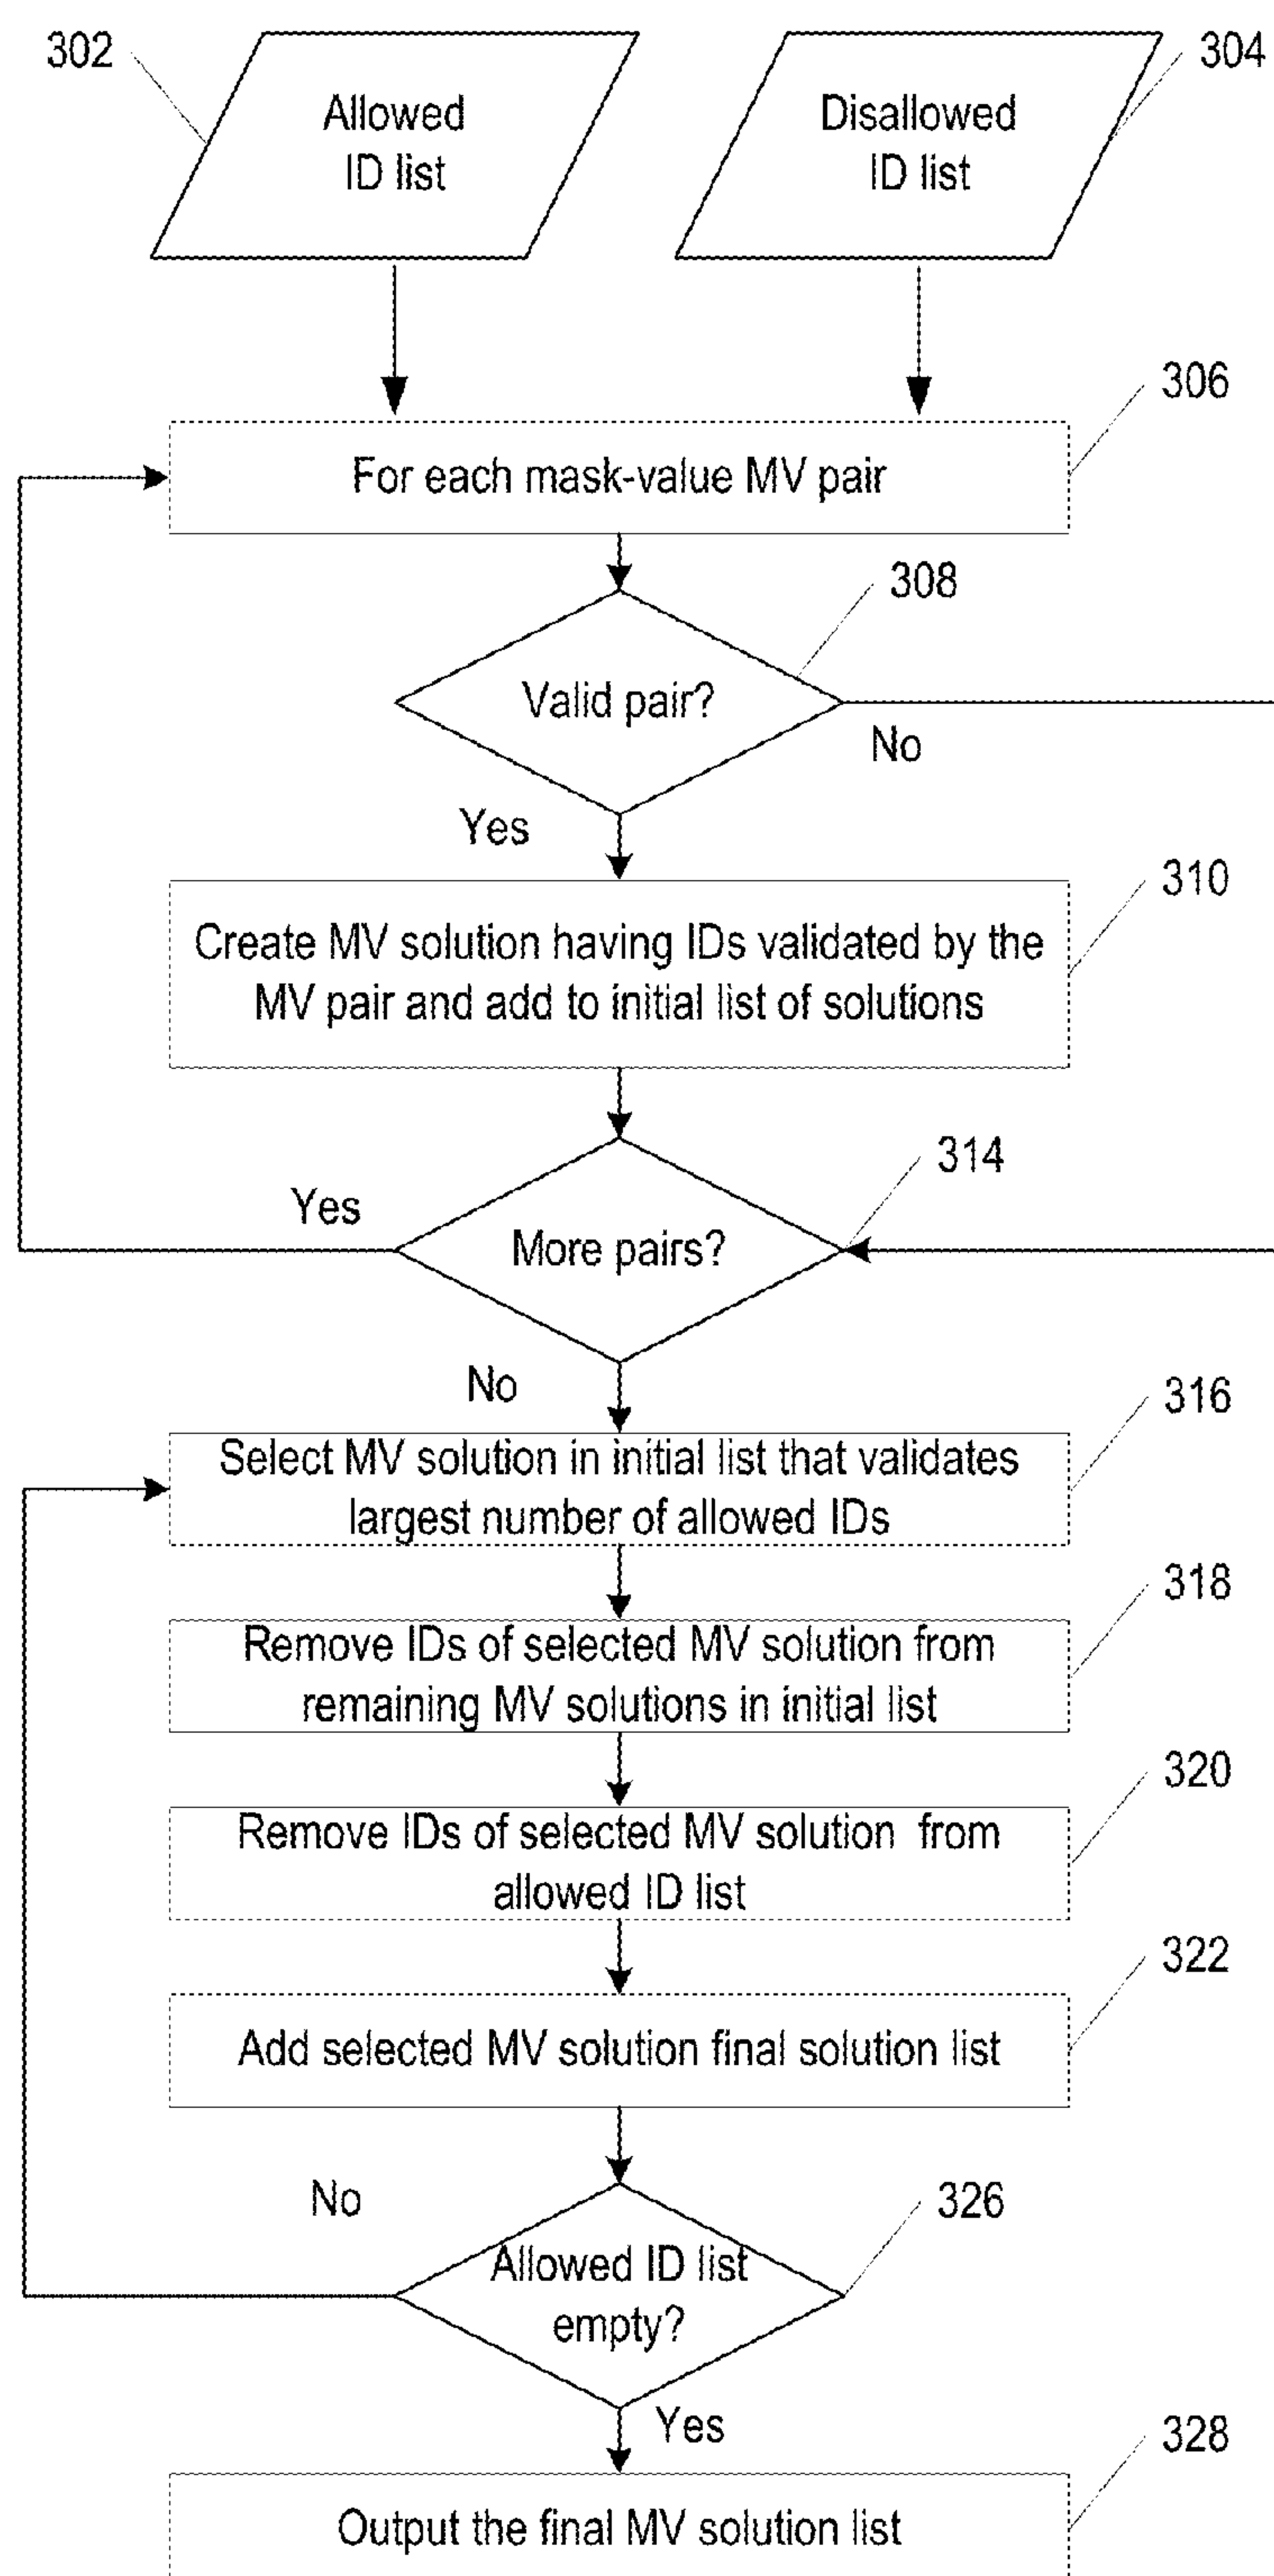 302
Allowed
ID list
Disallowed
ID list
304
306
For each mask-value MV pair
308
Valid pair?
No
Yes
310
Create MV solution having IDs validated by the
MV pair and add to initial list of solutions
314
Yes
More pairs?
No
316
Select MV solution in initial list that validates
largest number of allowed IDs
318
Remove IDs of selected MV solution from
remaining MV solutions in initial list
320
Remove IDs of selected MV solution from
allowed ID list
322
Add selected MV solution final solution list
No
326
Allowed ID list
empty?
Yes
328
Output the final MV solution list